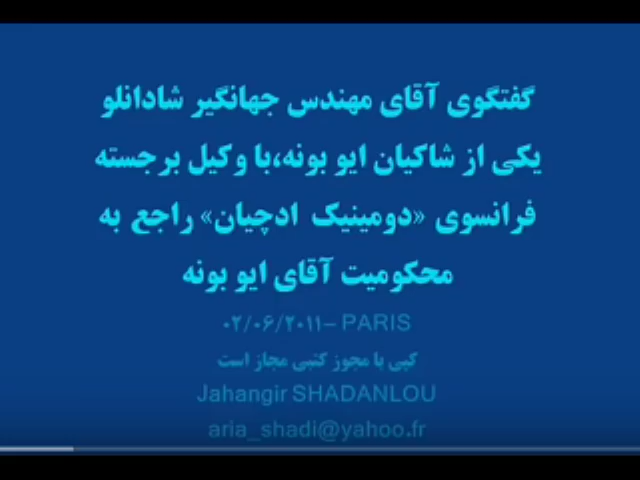 گفتگوی آقای مهندس جهانگیر شادانلو
یکی از شاکیان ایو بونه،با وکیل برجسته
فرانسوی «دومینیک ادچیان» راجع به
محکومیت آقای ایو بونه
۰۲/۰۶/۲۰۱۱– PARIS
کپی با مجوز کتبی مجاز است
Jahangir SHADANLOU
aria_shadi@yahoo.fr